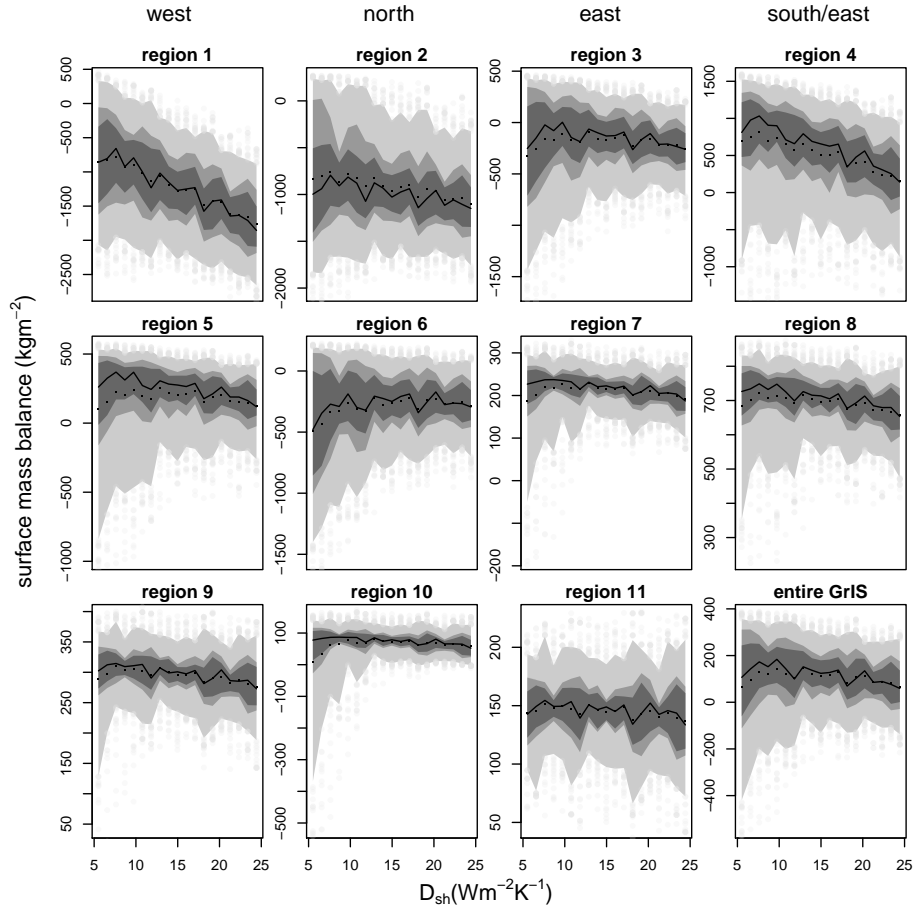 west north east south/east
region 1 region 2 region 3 region 4
500 0 −500 −1500 −2500
0 −1000 −2000
500 0 −500 −1500
1500 500 0 −1000
region 5 region 6 region 7 region 8
500 0 −500 −1000
0 −500 −1000 −1500
300 200 100 0 −200
700 500 300
region 9 region 10 region 11 entire GrIS
350 250 150 50
100 −100 −300 −500
200 150 100 50
400 200 0 −400
5 10 15 20 25
5 10 15 20 25
5 10 15 20 25
5 10 15 20 25
surface mass balance (kgm⁻²)
D_sh(Wm⁻²K⁻¹)